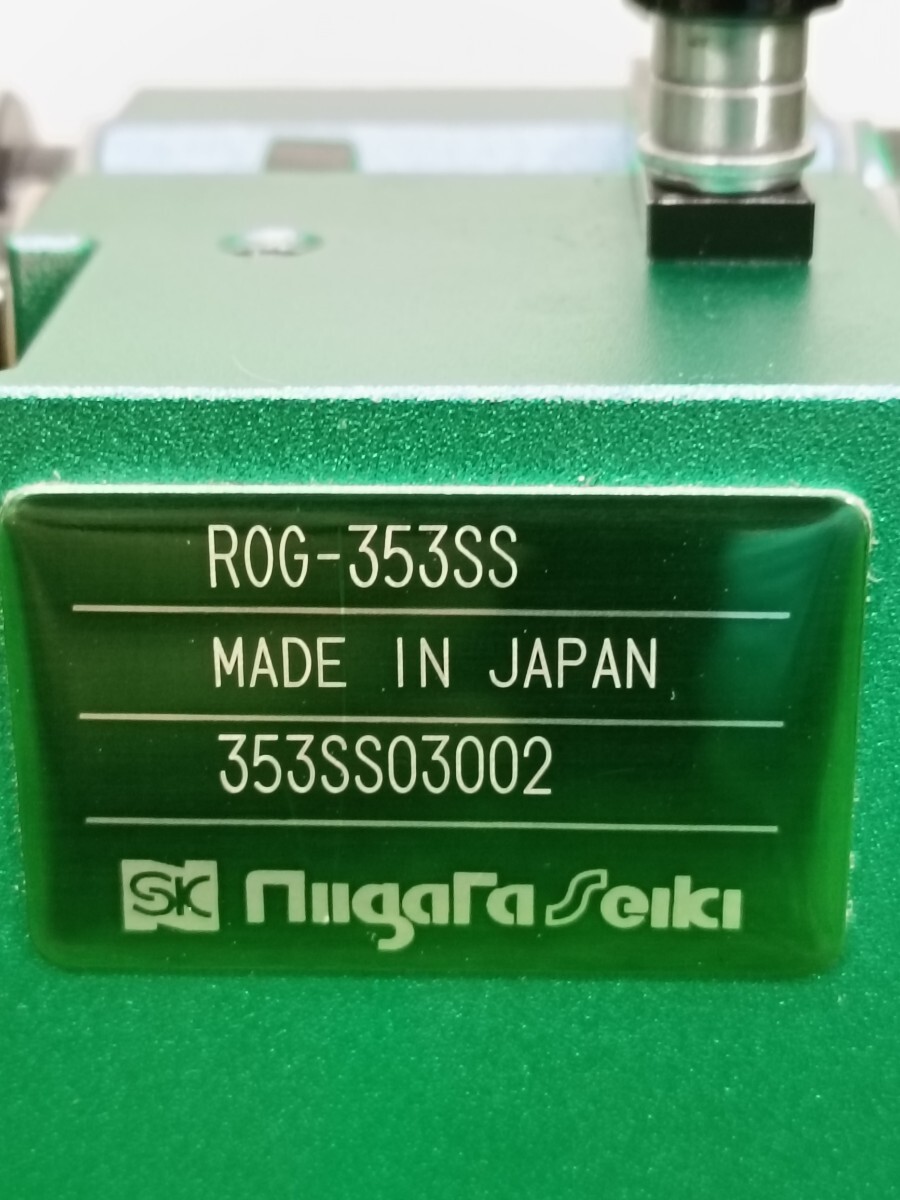 ROG-353SS
MADE IN JAPAN
353SS03002
SK Niigata Seiki